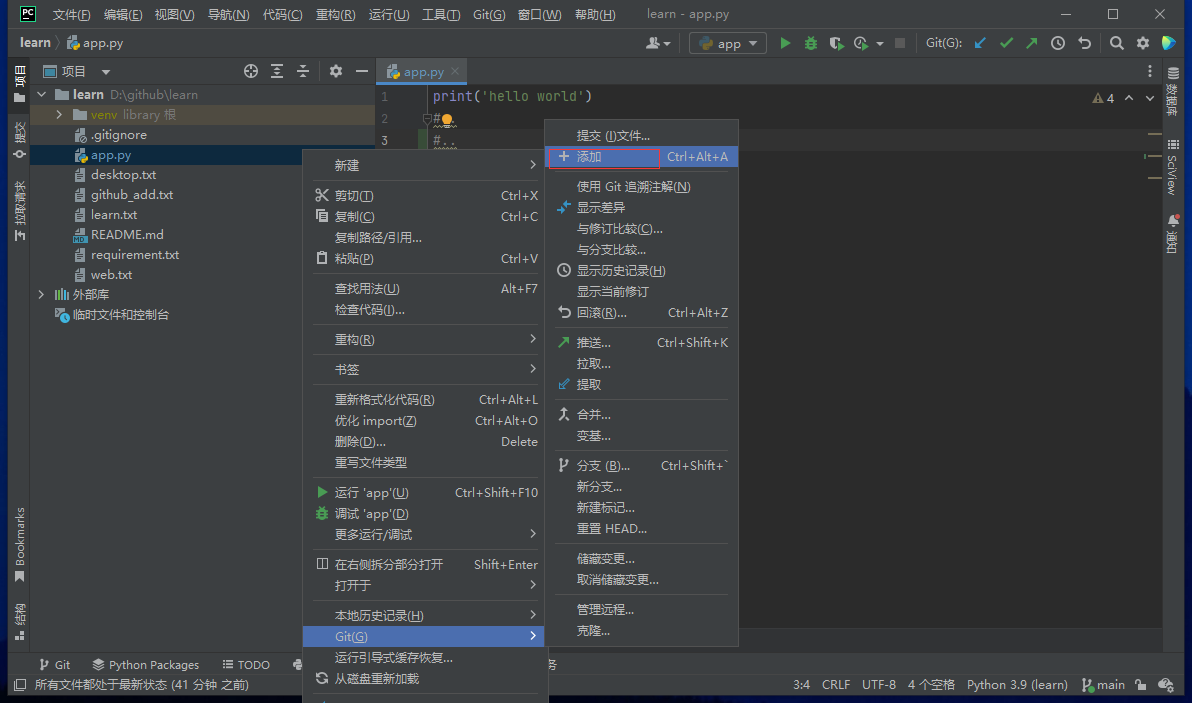 PC 文件(F) 编辑(E) 视图(V) 导航(N) 代码(C) 重构(R) 运行(U) 工具(T) Git(G) 窗口(W) 帮助(H) learn - app.py
learn app.py app Git(G):
项目 app.py
learn D:\github\learn
venv library 根
.gitignore
app.py
desktop.txt
github_add.txt
learn.txt
README.md
requirement.txt
web.txt
外部库
临时文件和控制台
项目
提交
拉取请求
Bookmarks
结构
1 print('hello world')
2 #
3 #..
4
数据库
SciView
通知
新建
剪切(T) Ctrl+X
复制(C) Ctrl+C
复制路径/引用...
粘贴(P) Ctrl+V
查找用法(U) Alt+F7
检查代码(I)...
重构(R)
书签
重新格式化代码(R) Ctrl+Alt+L
优化 import(Z) Ctrl+Alt+O
删除(D)... Delete
重写文件类型
运行 'app'(U) Ctrl+Shift+F10
调试 'app'(D)
更多运行/调试
在右侧拆分部分打开 Shift+Enter
打开于
本地历史记录(H)
Git(G)
运行引导式缓存恢复...
从磁盘重新加载
提交 (I)文件...
添加 Ctrl+Alt+A
使用 Git 追溯注解(N)
显示差异
与修订比较(C)...
与分支比较...
显示历史记录(H)
显示当前修订
回滚(R)... Ctrl+Alt+Z
推送... Ctrl+Shift+K
拉取...
提取
合并...
变基...
分支 (B)... Ctrl+Shift+`
新分支...
新建标记...
重置 HEAD...
储藏变更...
取消储藏变更...
管理远程...
克隆...
Git Python Packages TODO 务
所有文件都处于最新状态 (41 分钟 之前) 3:4 CRLF UTF-8 4 个空格 Python 3.9 (learn) main